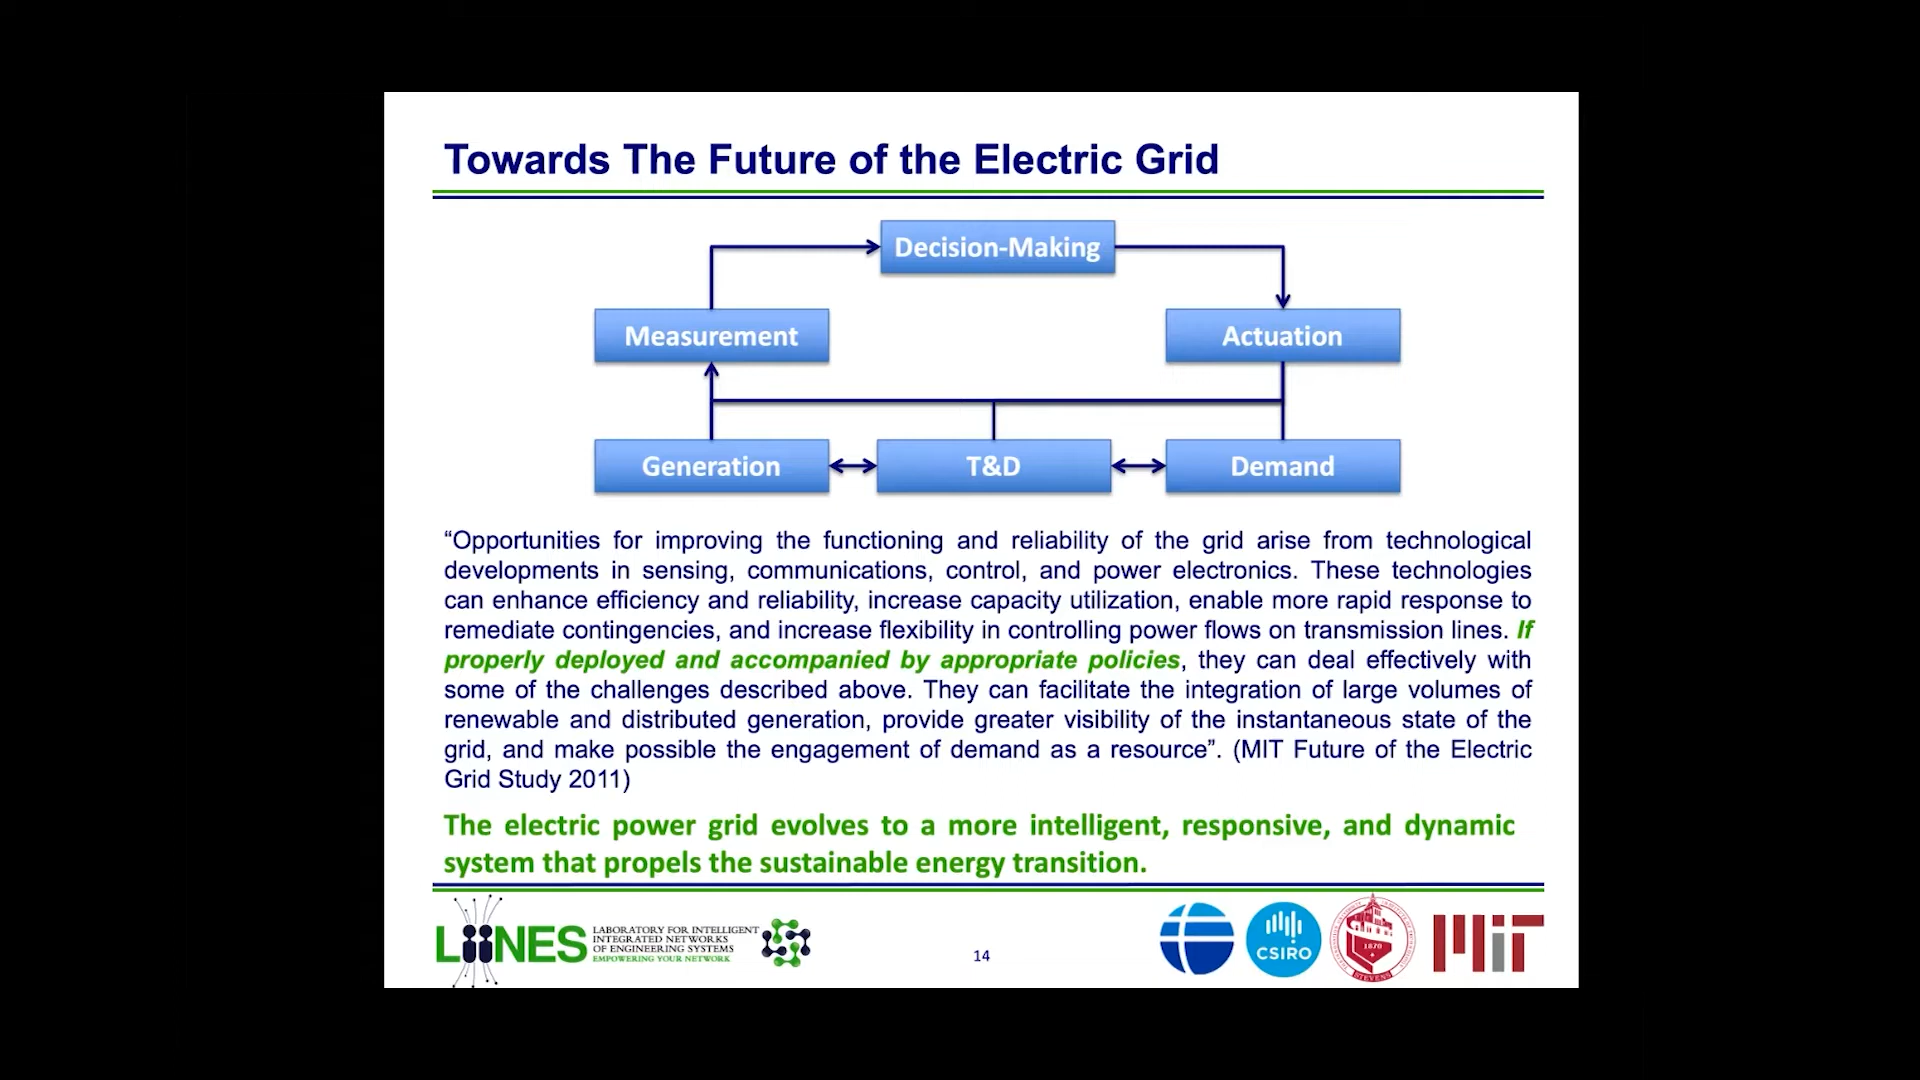 Towards The Future of the Electric Grid
Decision-Making
Measurement
Actuation
Generation
T&D
Demand
“Opportunities for improving the functioning and reliability of the grid arise from technological
developments in sensing, communications, control, and power electronics. These technologies
can enhance efficiency and reliability, increase capacity utilization, enable more rapid response to
remediate contingencies, and increase flexibility in controlling power flows on transmission lines. If
properly deployed and accompanied by appropriate policies, they can deal effectively with
some of the challenges described above. They can facilitate the integration of large volumes of
renewable and distributed generation, provide greater visibility of the instantaneous state of the
grid, and make possible the engagement of demand as a resource”. (MIT Future of the Electric
Grid Study 2011)
The electric power grid evolves to a more intelligent, responsive, and dynamic
system that propels the sustainable energy transition.
LIINES
LABORATORY FOR INTELLIGENT
INTEGRATED NETWORKS
OF ENGINEERING SYSTEMS
EMPOWERING YOUR NETWORK
14
CSIRO
1870
STEVENS
MIT